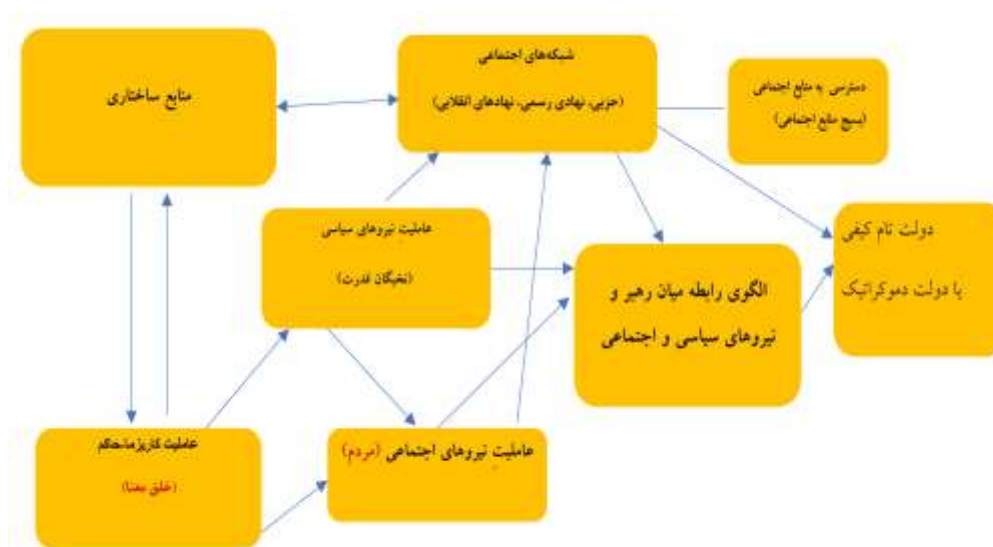 منابع ساختاری
شبکه‌های اجتماعی
(حزبی، نهادی رسمی، نهادهای انقلابی)
دسترسی به منابع اجتماعی
(بسیج منابع اجتماعی)
عاملیت نیروهای سیاسی
(نخبگان قدرت)
الگوی رابطه میان رهبر و
نیروهای سیاسی و اجتماعی
دولت تام کیفی
یا دولت دموکراتیک
عاملیت کاریزما-حاکم
(خلق معنا)
عاملیت نیروهای اجتماعی (مردم)